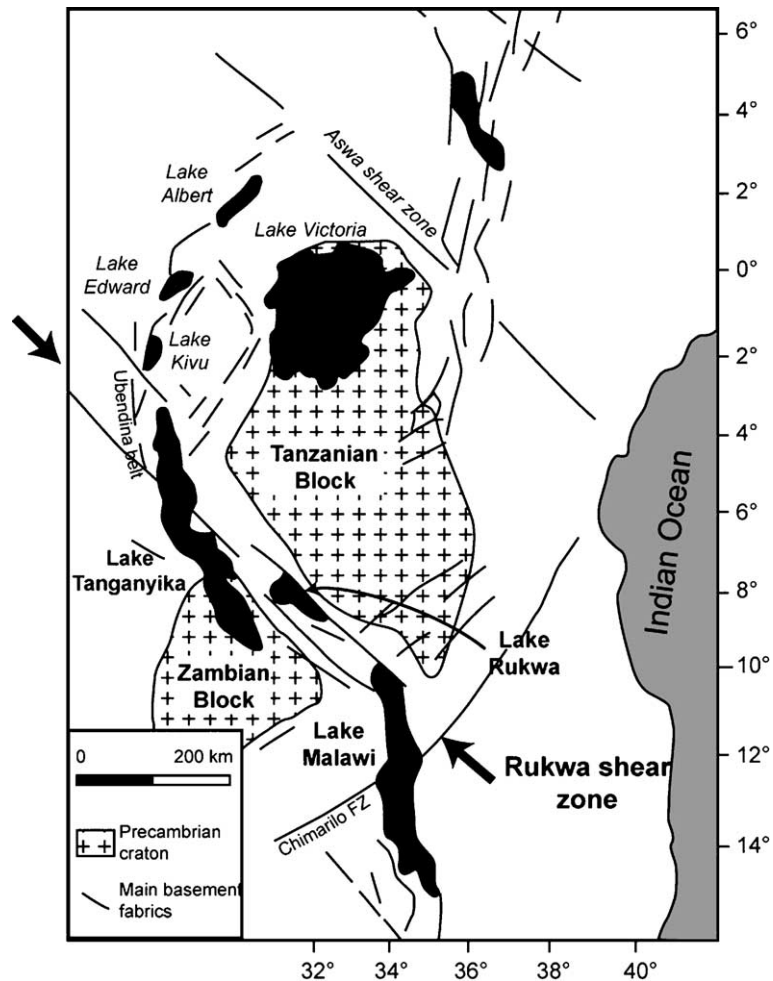 6°
4°
Lake
Albert
Aswa shear zone
2°
Lake Victoria
Lake
Edward
0°
Lake
Kivu
2°
Ubendina belt
4°
Tanzanian
Block
Indian Ocean
6°
Lake
Tanganyika
8°
Lake
Rukwa
Zambian
Block
10°
Lake
Malawi
0 200 km
12°
Rukwa shear
zone
Chimarilo FZ
Precambrian
craton
14°
Main basement
fabrics
32° 34° 36° 38° 40°